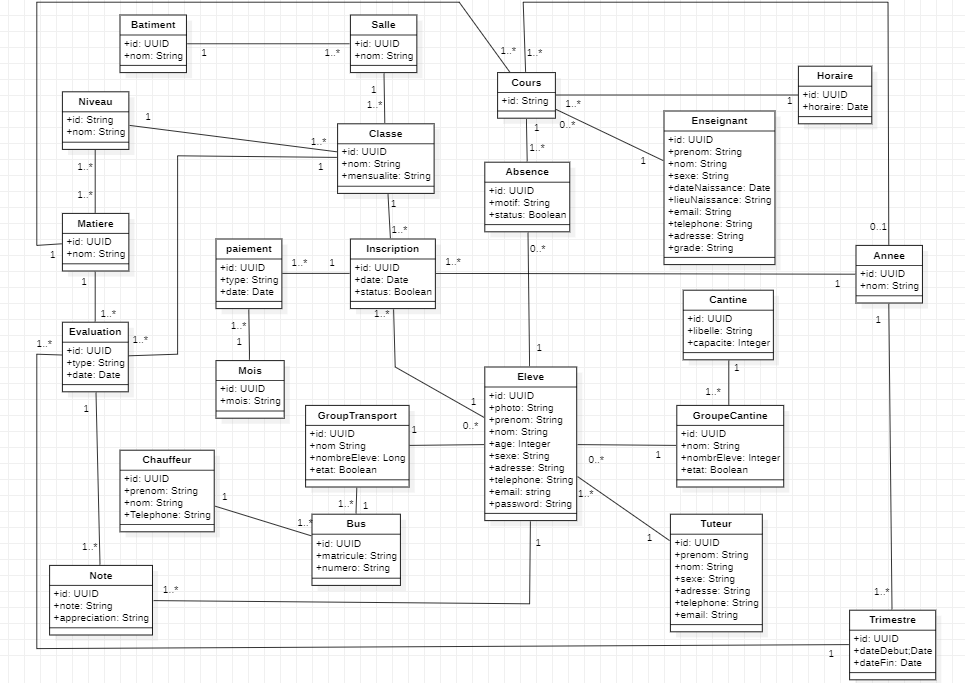 Batiment
+id: UUID
+nom: String
1
1..*
Salle
+id: UUID
+nom: String
1
1..*
1..*
1..*
Cours
+id: String
1..*
0..*
1
1..*
1
Horaire
+id: UUID
+horaire: Date
Niveau
+id: String
+nom: String
1
1..*
1..*
1..*
Classe
+id: UUID
+nom: String
+mensualite: String
1
1
1..*
Enseignant
+id: UUID
+prenom: String
+nom: String
+sexe: String
+dateNaissance: Date
+lieuNaissance: String
+email: String
+telephone: String
+adresse: String
+grade: String
1
Absence
+id: UUID
+motif: String
+status: Boolean
0..*
1
Matiere
+id: UUID
+nom: String
1
1
1..*
paiement
+id: UUID
+type: String
+date: Date
1..*
1
1..*
1
Inscription
+id: UUID
+date: Date
+status: Boolean
1..*
1..*
1
0..1
Annee
+id: UUID
+nom: String
1
1
1..*
Evaluation
+id: UUID
+type: String
+date: Date
1..*
1..*
1
1..*
Mois
+id: UUID
+mois: String
Cantine
+id: UUID
+libelle: String
+capacite: Integer
1
1..*
Eleve
+id: UUID
+photo: String
+prenom: String
+nom: String
+age: Integer
+sexe: String
+adresse: String
+telephone: String
+email: string
+password: String
1
0..*
0..*
1..*
1
GroupTransport
+id: UUID
+nom String
+nombreEleve: Long
+etat: Boolean
1
1..*
1
GroupeCantine
+id: UUID
+nom: String
+nombrEleve: Integer
+etat: Boolean
1
Chauffeur
+id: UUID
+prenom: String
+nom: String
+Telephone: String
1
1..*
Bus
+id: UUID
+matricule: String
+numero: String
Tuteur
+id: UUID
+prenom: String
+nom: String
+sexe: String
+adresse: String
+telephone: String
+email: String
1
Note
+id: UUID
+note: String
+appreciation: String
1..*
Trimestre
+id: UUID
+dateDebut;Date
+dateFin: Date
1